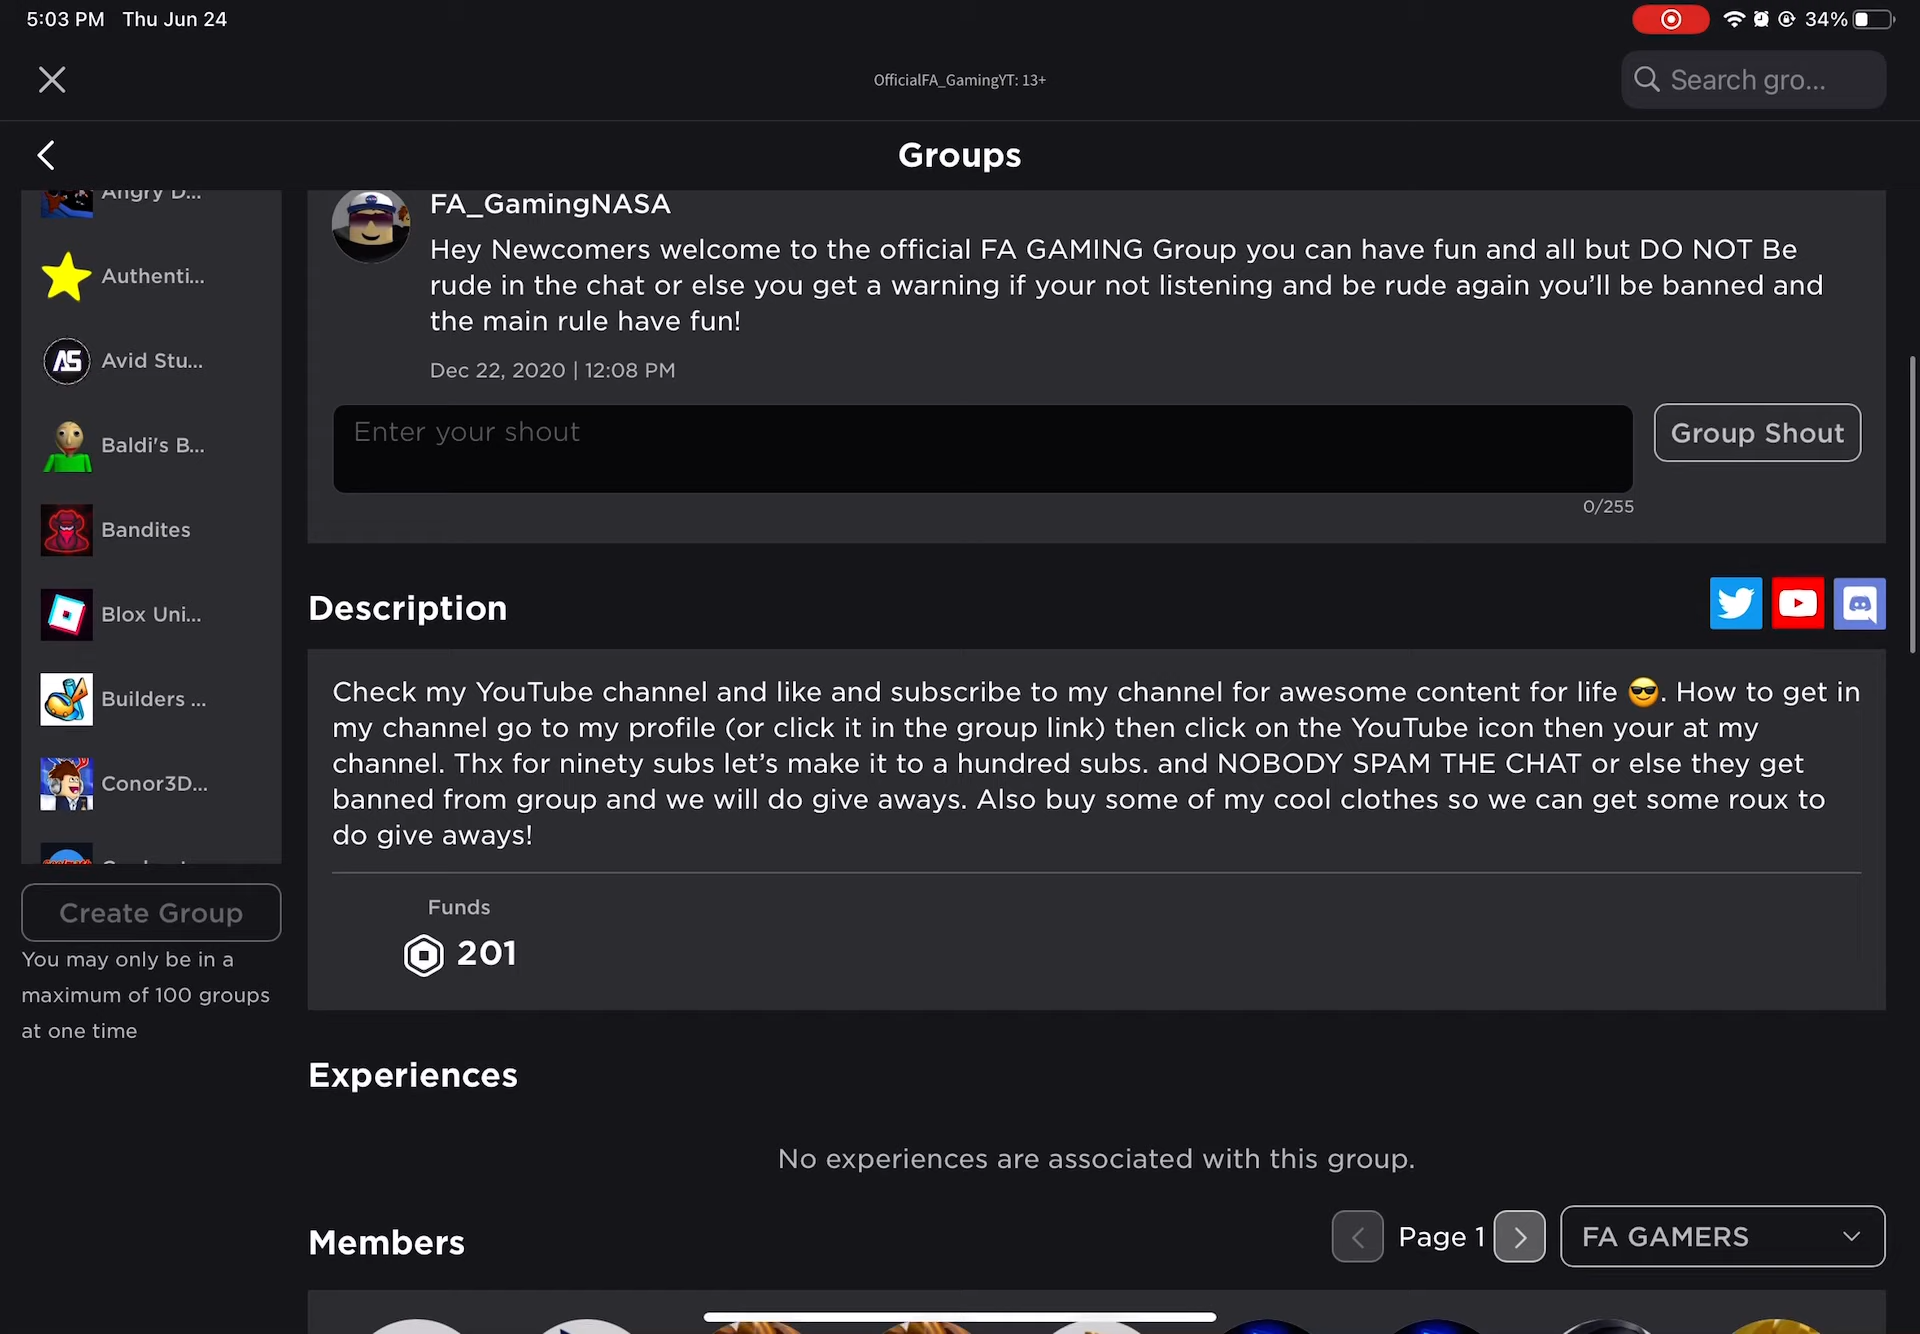 5:03 PM Thu Jun 24
34%
OfficialFA_GamingYT: 13+
Search gro...
Groups
Angry D...
Authenti...
Avid Stu...
Baldi's B...
Bandites
Blox Uni...
Builders ...
Conor3D...
Create Group
You may only be in a
maximum of 100 groups
at one time
FA_GamingNASA
Hey Newcomers welcome to the official FA GAMING Group you can have fun and all but DO NOT Be
rude in the chat or else you get a warning if your not listening and be rude again you’ll be banned and
the main rule have fun!
Dec 22, 2020 | 12:08 PM
Enter your shout
Group Shout
0/255
Description
Check my YouTube channel and like and subscribe to my channel for awesome content for life 😎. How to get in
my channel go to my profile (or click it in the group link) then click on the YouTube icon then your at my
channel. Thx for ninety subs let’s make it to a hundred subs. and NOBODY SPAM THE CHAT or else they get
banned from group and we will do give aways. Also buy some of my cool clothes so we can get some roux to
do give aways!
Funds
201
Experiences
No experiences are associated with this group.
Members
Page 1
FA GAMERS